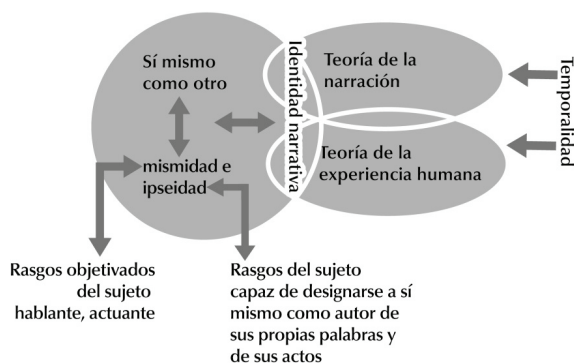 Sí mismo
como otro
mismidad e
ipseidad
Identidad narrativa
Teoría de la
narración
Teoría de la
experiencia humana
Temporalidad
Rasgos objetivados
del sujeto
hablante, actuante
Rasgos del sujeto
capaz de designarse a sí
mismo como autor de
sus propias palabras y
de sus actos